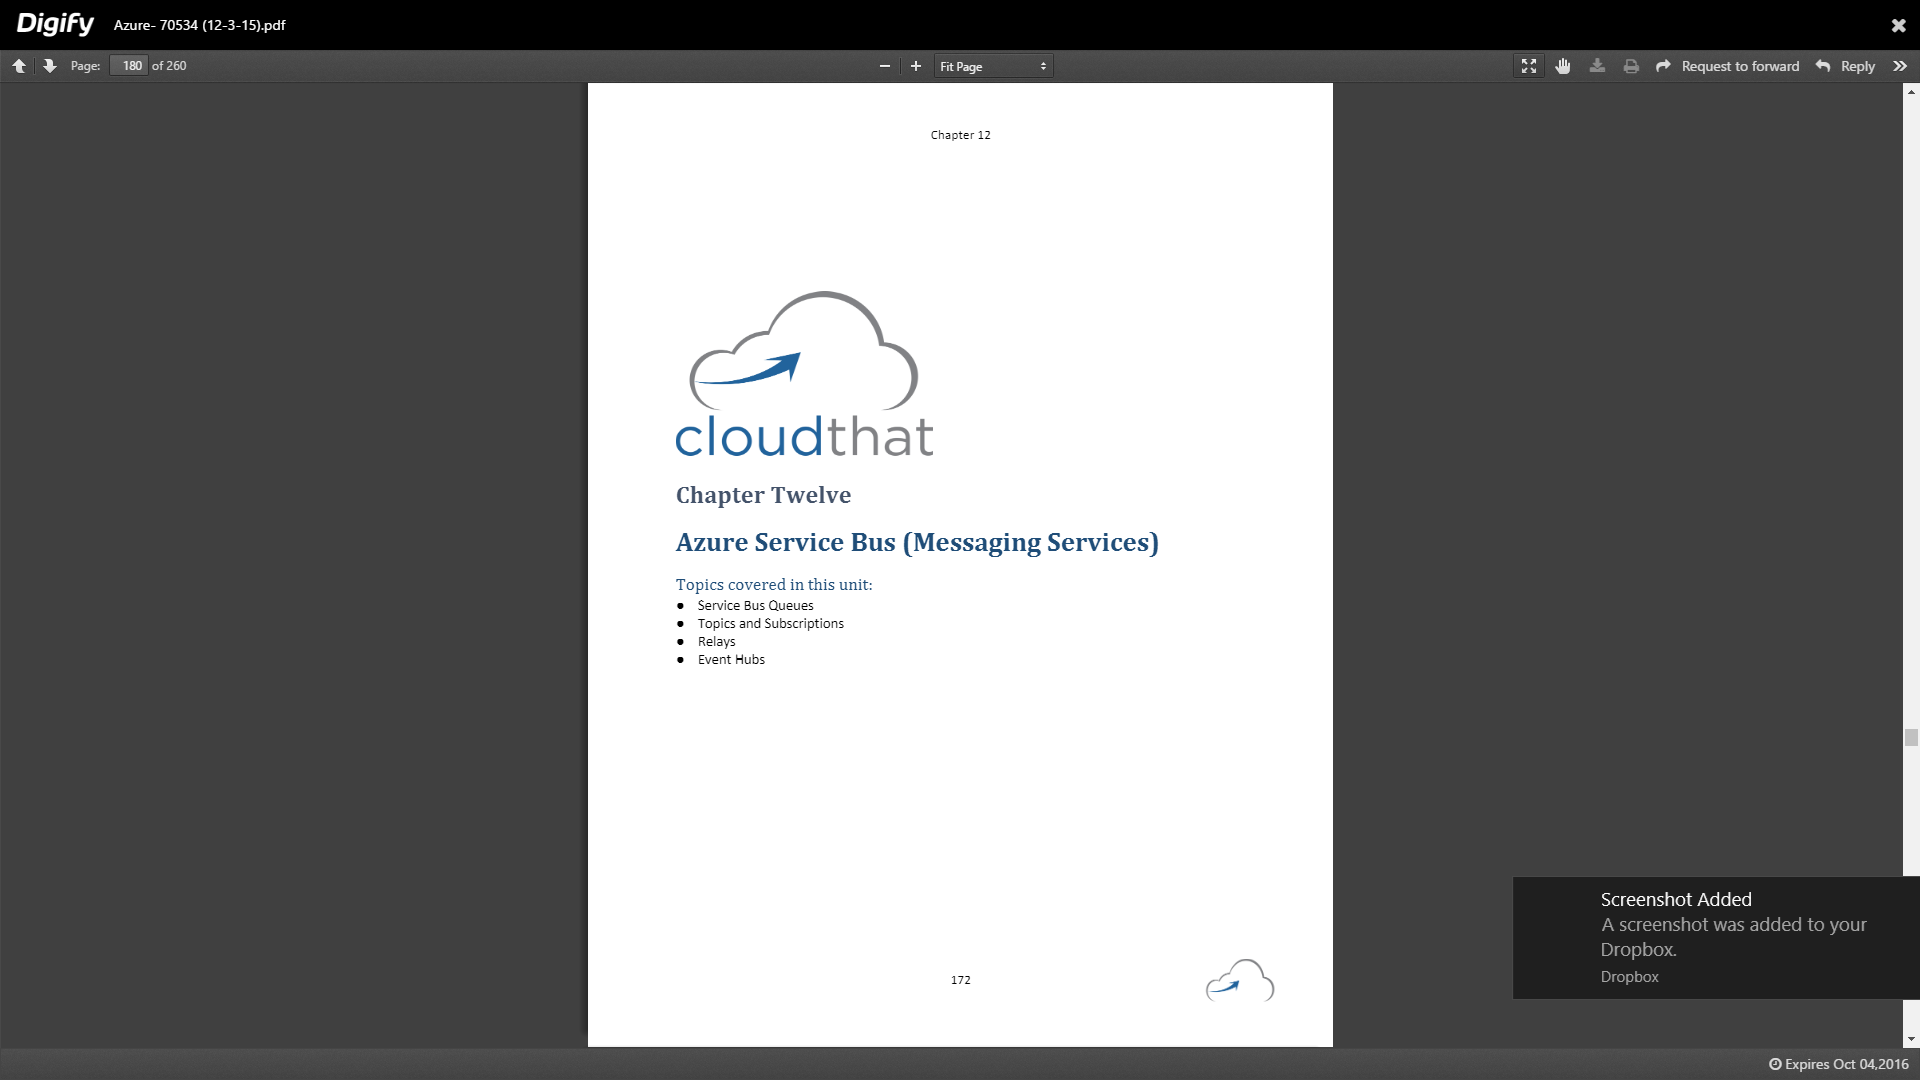 Digify Azure- 70534 (12-3-15).pdf
Page: 180 of 260 Fit Page Request to forward Reply
Chapter 12
cloudthat
Chapter Twelve
Azure Service Bus (Messaging Services)
Topics covered in this unit:
● Service Bus Queues
● Topics and Subscriptions
● Relays
● Event Hubs
Screenshot Added
A screenshot was added to your
Dropbox.
Dropbox
172
Expires Oct 04,2016